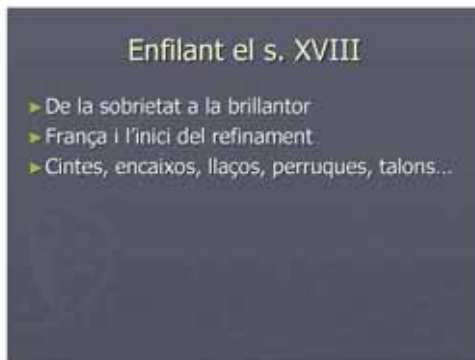 Enfilant el s. XVIII
►De la sobrietat a la brillantor
►França i l'inici del refinament
►Cintes, encaixos, llaços, perruques, talons...